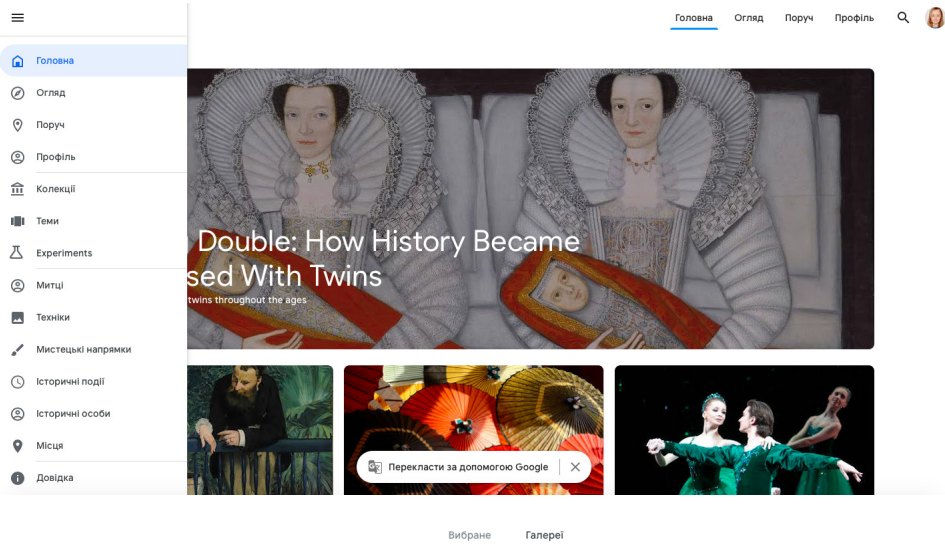 Головна
Огляд
Поруч
Профіль
Головна
Огляд
Поруч
Профіль
Колекції
Теми
Experiments
Митці
Техніки
Мистецькі напрямки
Історичні події
Історичні особи
Місця
Довідка
Double: How History Became
sed With Twins
twins throughout the ages
Перекласти за допомогою Google
Вибране
Галереї